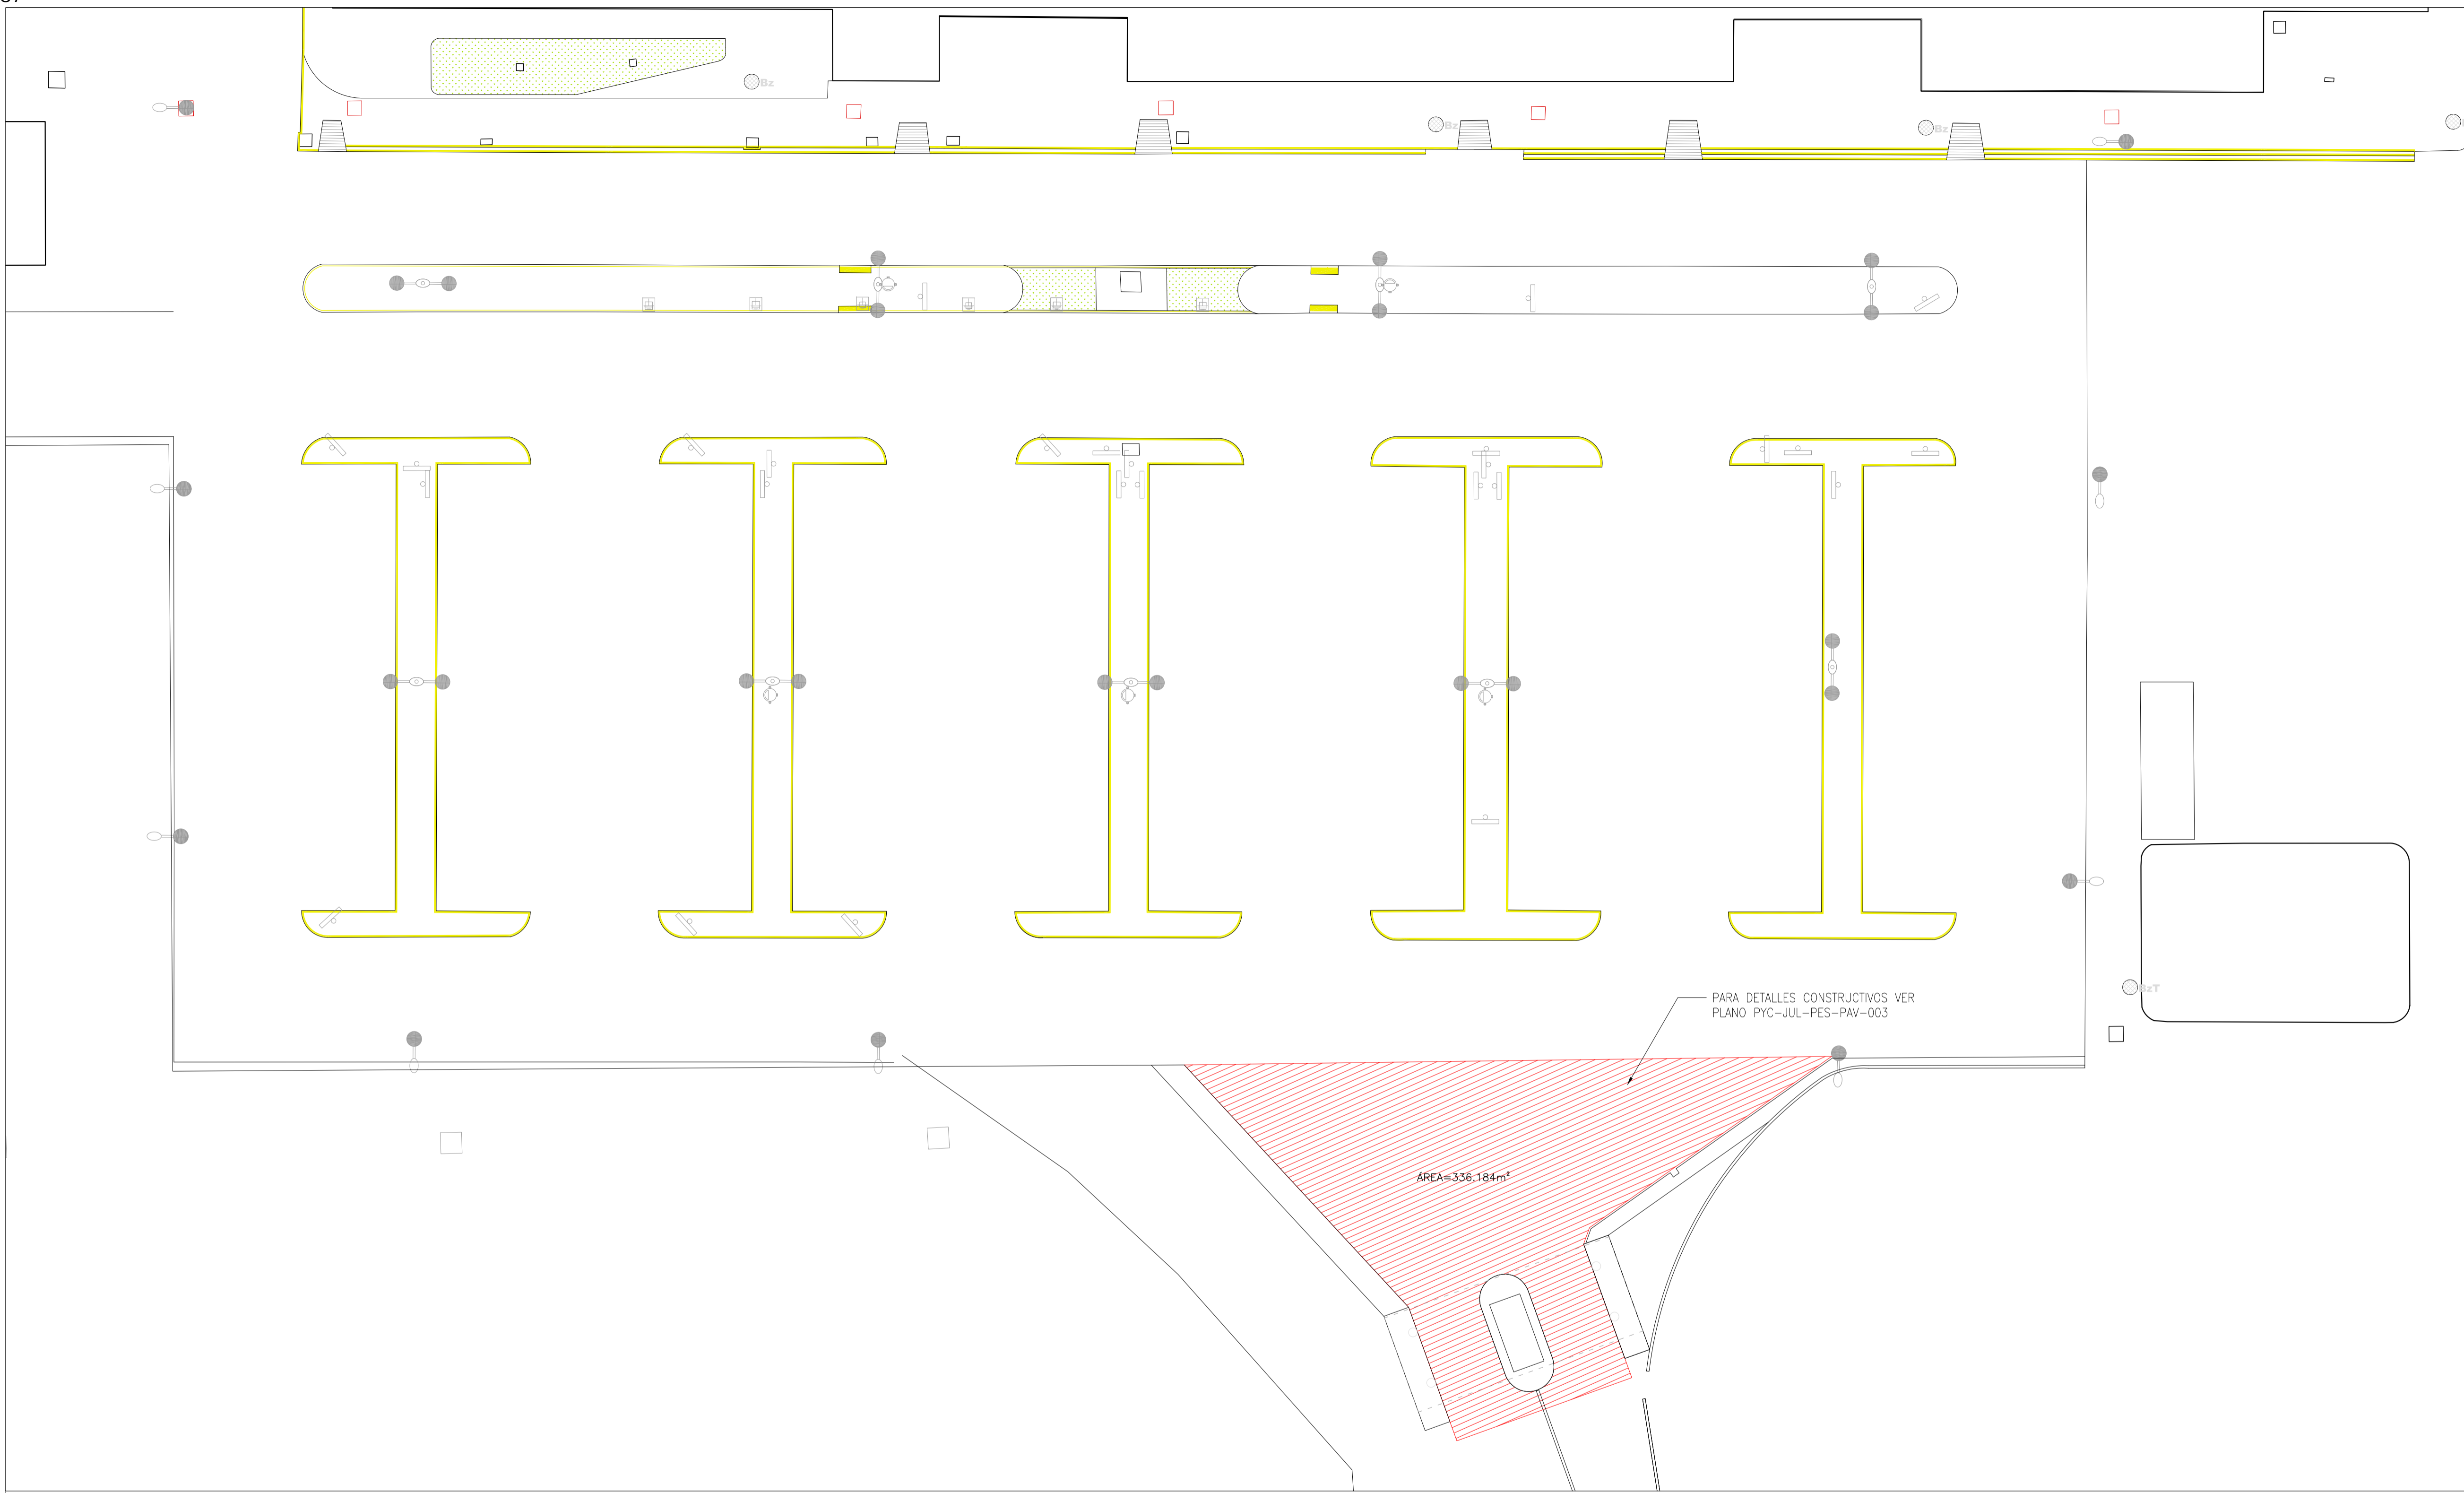 Bz
Bz
Bz
PARA DETALLES CONSTRUCTIVOS VER
PLANO PYC-JUL-PES-PAV-003
BzT
ÁREA=336.184m²